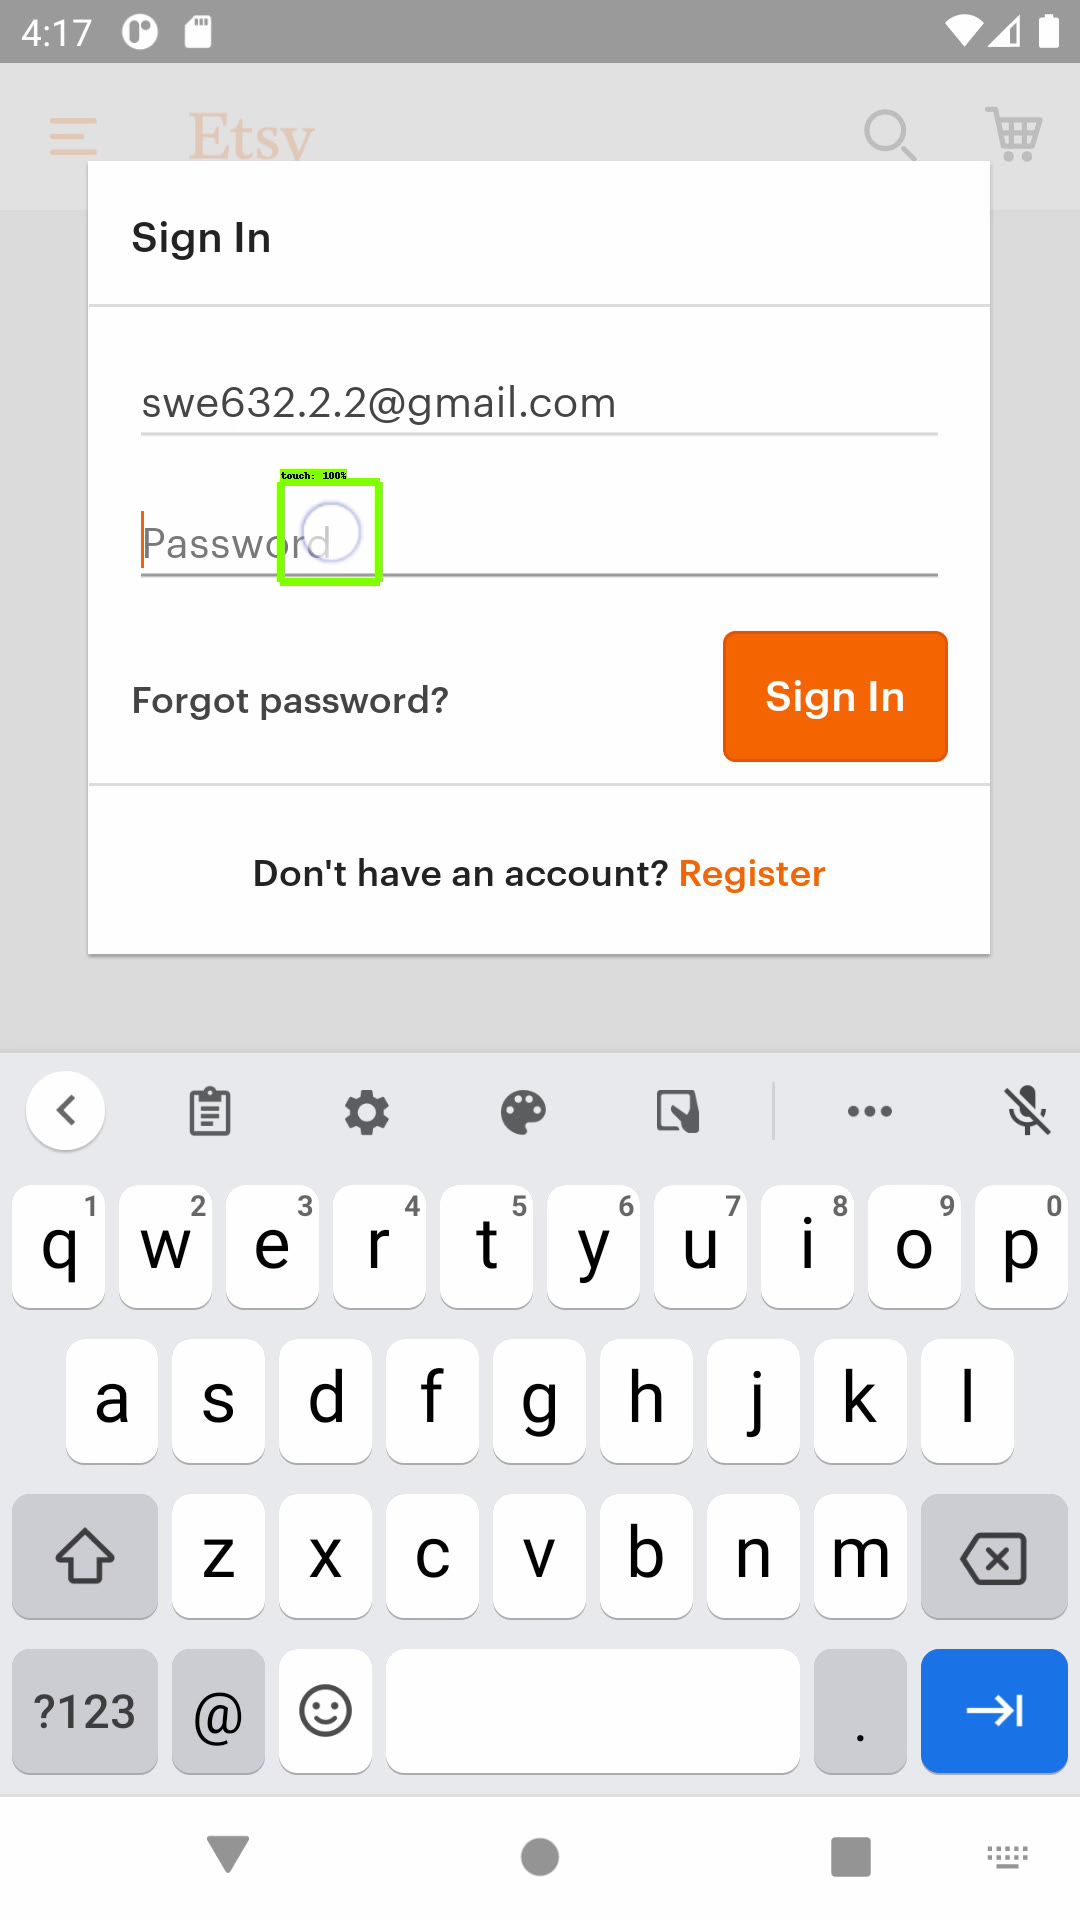 4:17
Etsy
Sign In
swe632.2.2@gmail.com
touch: 100%
Password
Forgot password?
Sign In
Don't have an account? Register
1 2 3 4 5 6 7 8 9 0
q w e r t y u i o p
a s d f g h j k l
z x c v b n m
?123 @ .